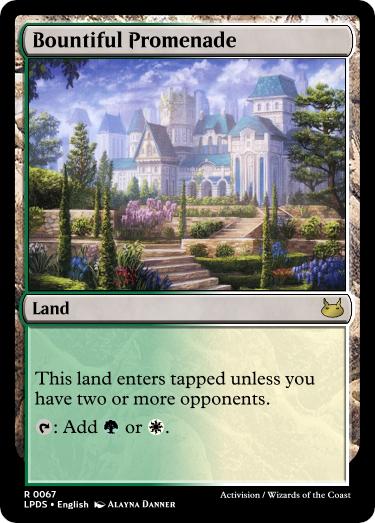 Bountiful Promenade
Land
This land enters tapped unless you
have two or more opponents.
: Add or .
R 0067
LPDS • English Alayna Danner
Activision / Wizards of the Coast